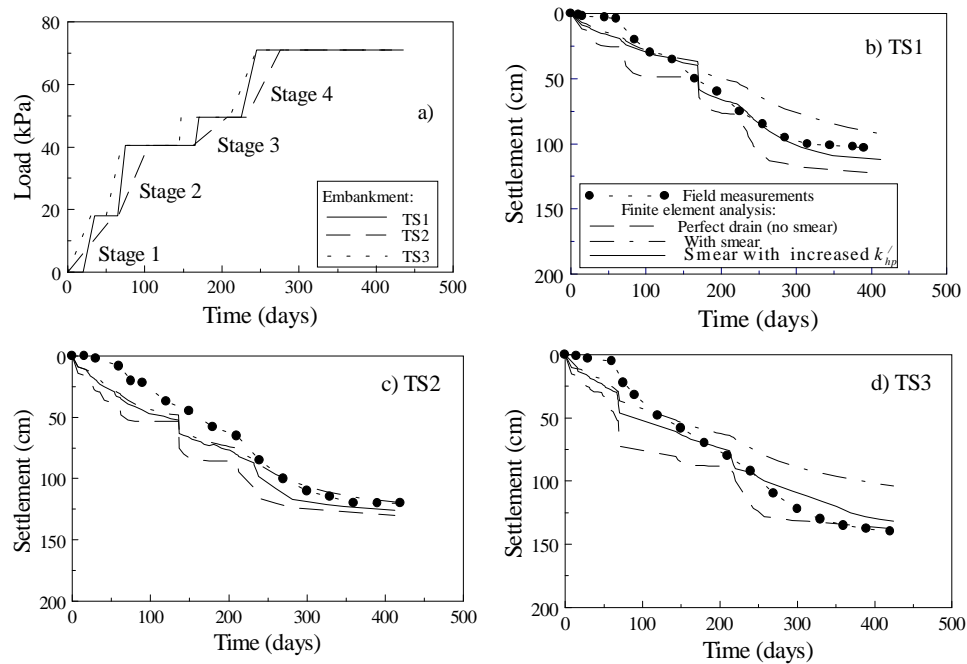 80
60
40
20
0
Load (kPa)
a)
Stage 4
Stage 3
Stage 2
Stage 1
Embankment:
TS1
TS2
TS3
0 100 200 300 400 500
Time (days)
0
50
100
150
200
Settlement (cm)
b) TS1
Field measurements
Finite element analysis:
Perfect drain (no smear)
With smear
Smear with increased k'hp
0 100 200 300 400 500
Time (days)
0
50
100
150
200
Settlement (cm)
c) TS2
0 100 200 300 400 500
Time (days)
0
50
100
150
200
Settlement (cm)
d) TS3
0 100 200 300 400 500
Time (days)